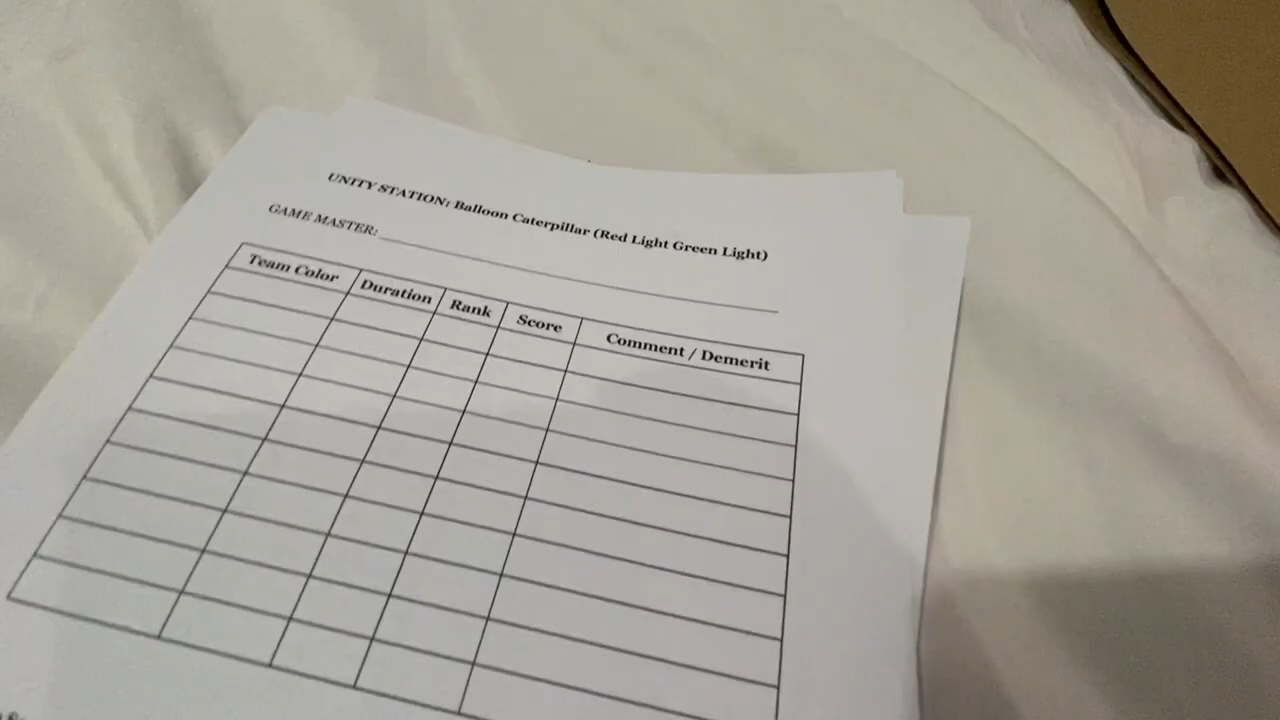 UNITY STATION: Balloon Caterpillar (Red Light Green Light)
GAME MASTER:
Team Color Duration Rank Score Comment / Demerit